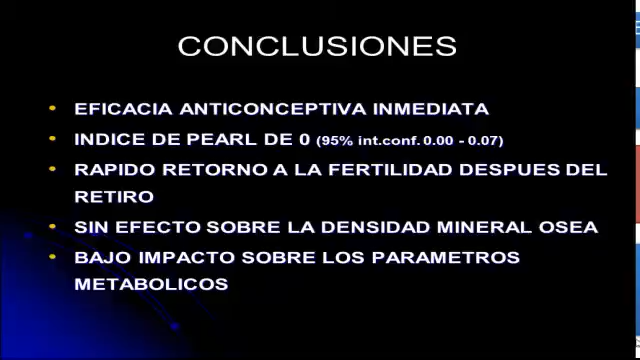 CONCLUSIONES
• EFICACIA ANTICONCEPTIVA INMEDIATA
• INDICE DE PEARL DE 0 (95% int.conf. 0.00 - 0.07)
• RAPIDO RETORNO A LA FERTILIDAD DESPUES DEL
RETIRO
• SIN EFECTO SOBRE LA DENSIDAD MINERAL OSEA
• BAJO IMPACTO SOBRE LOS PARAMETROS
METABOLICOS